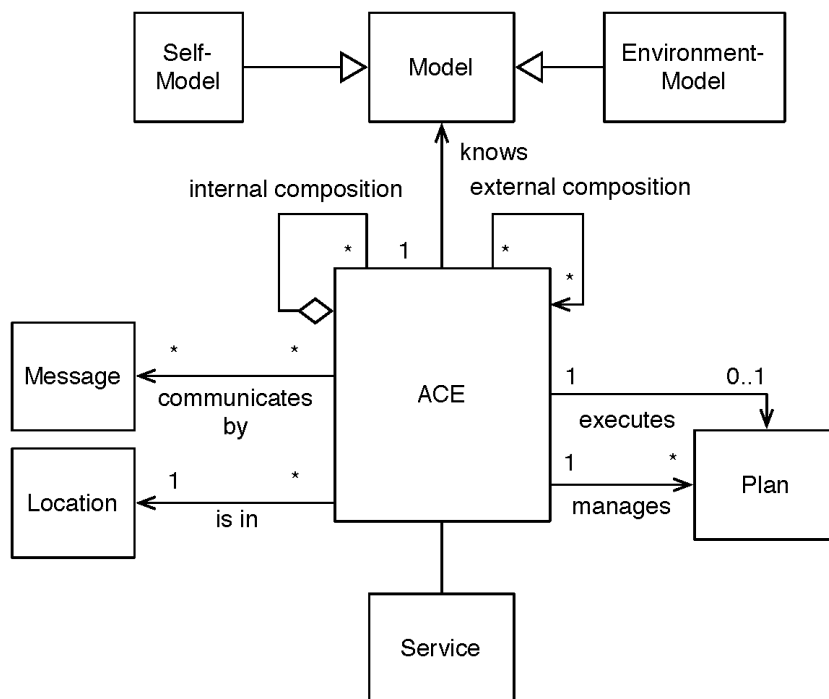 Self-
Model
Model
Environment-
Model
knows
internal composition
external composition
*
1
*
*
Message
*
*
communicates
by
ACE
1
0..1
executes
Location
1
*
is in
1
*
manages
Plan
Service